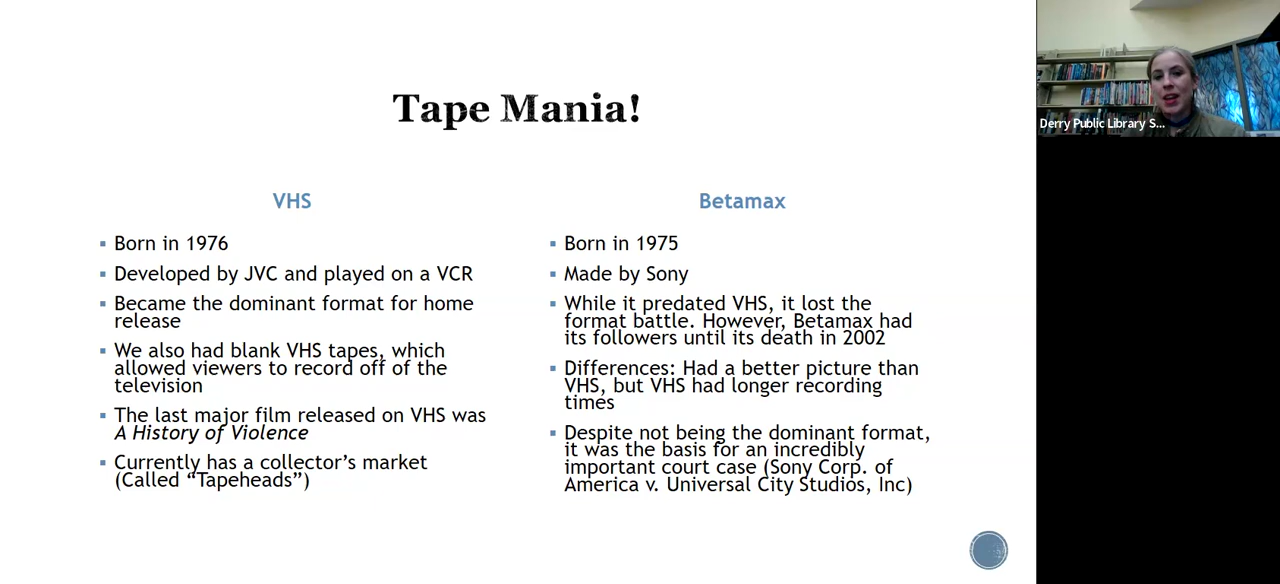 Tape Mania!
VHS
▪ Born in 1976
▪ Developed by JVC and played on a VCR
▪ Became the dominant format for home
release
▪ We also had blank VHS tapes, which
allowed viewers to record off of the
television
▪ The last major film released on VHS was
A History of Violence
▪ Currently has a collector’s market
(Called “Tapeheads”)
Betamax
▪ Born in 1975
▪ Made by Sony
▪ While it predated VHS, it lost the
format battle. However, Betamax had
its followers until its death in 2002
▪ Differences: Had a better picture than
VHS, but VHS had longer recording
times
▪ Despite not being the dominant format,
it was the basis for an incredibly
important court case (Sony Corp. of
America v. Universal City Studios, Inc)
Derry Public Library S...